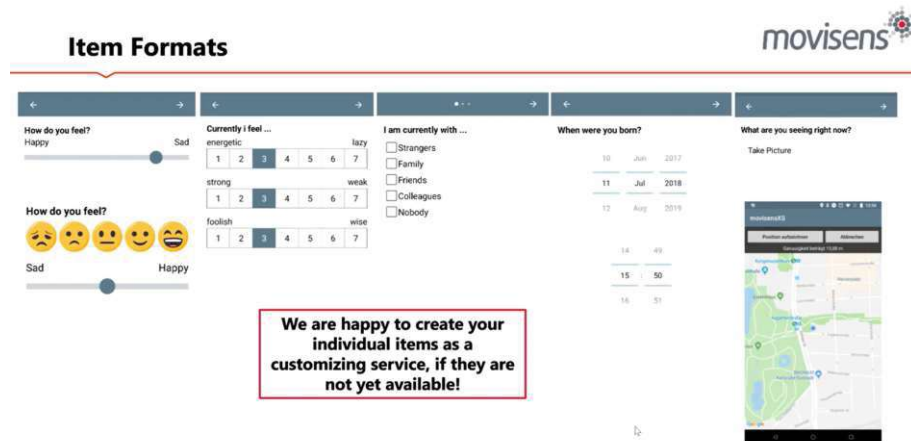 Item Formats
movisens
How do you feel?
Happy Sad
How do you feel?
Sad Happy
Currently i feel ...
energetic lazy
1 2 3 4 5 6 7
strong weak
1 2 3 4 5 6 7
foolish wise
1 2 3 4 5 6 7
I am currently with ...
Strangers
Family
Friends
Colleagues
Nobody
When were you born?
10 Jun 2017
11 Jul 2018
12 Aug 2019
14 49
15 : 50
16 51
What are you seeing right now?
Take Picture
movisensXS
Position aufzeichnen Abbrechen
Google
We are happy to create your
individual items as a
customizing service, if they are
not yet available!